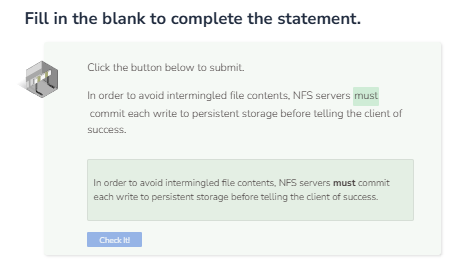 Fill in the blank to complete the statement.
Click the button below to submit.
In order to avoid intermingled file contents, NFS servers must
commit each write to persistent storage before telling the client of
success.
In order to avoid intermingled file contents, NFS servers must commit
each write to persistent storage before telling the client of success.
Check It!